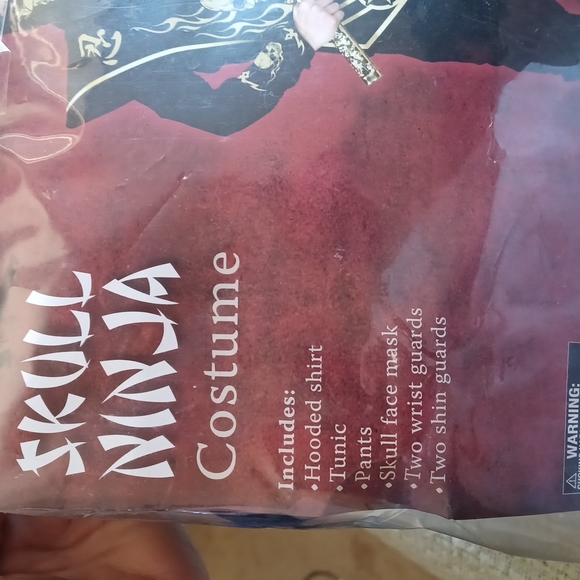 SKULL
NINJA
Costume
Includes:
•Hooded shirt
•Tunic
•Pants
•Skull face mask
•Two wrist guards
•Two shin guards
WARNING: